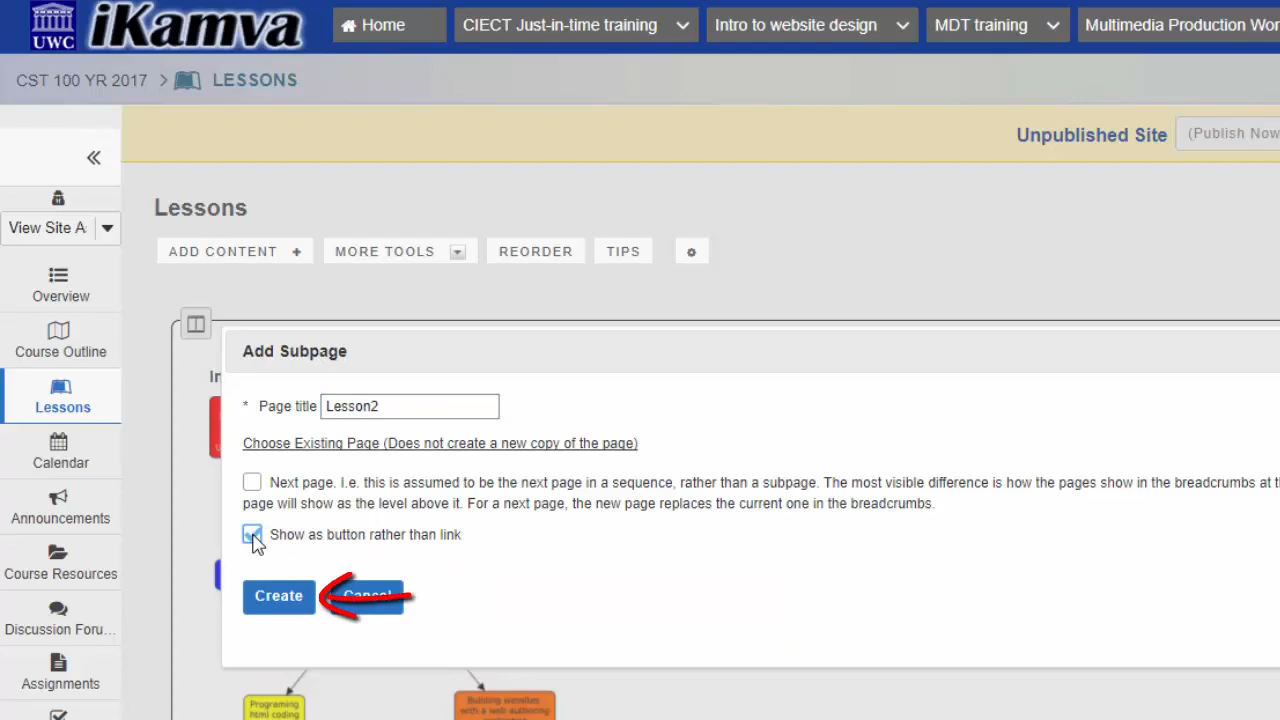 UWC iKamva Home CIECT Just-in-time training Intro to website design MDT training Multimedia Production Wor
CST 100 YR 2017 > LESSONS
Unpublished Site (Publish Now
View Site A
Overview
Course Outline
Lessons
Calendar
Announcements
Course Resources
Discussion Foru...
Assignments
Lessons
ADD CONTENT + MORE TOOLS REORDER TIPS
In
Add Subpage
* Page title Lesson2
Choose Existing Page (Does not create a new copy of the page)
Next page. I.e. this is assumed to be the next page in a sequence, rather than a subpage. The most visible difference is how the pages show in the breadcrumbs at t
page will show as the level above it. For a next page, the new page replaces the current one in the breadcrumbs.
Show as button rather than link
Create Cancel
Programing
html coding
Building websites
with a web authoring